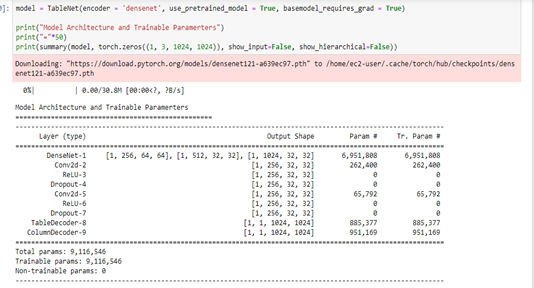 ]: model = TableNet(encoder = 'densenet', use_pretrained_model = True, basemodel_requires_grad = True)
print("Model Architecture and Trainable Paramerters")
print("="*50)
print(summary(model, torch.zeros((1, 3, 1024, 1024)), show_input=False, show_hierarchical=False))
Downloading: "https://download.pytorch.org/models/densenet121-a639ec97.pth" to /home/ec2-user/.cache/torch/hub/checkpoints/dens
enet121-a639ec97.pth
0%| | 0.00/30.8M [00:00<?, ?B/s]
Model Architecture and Trainable Paramerters
==================================================
Layer (type) Output Shape Param # Tr. Param #
DenseNet-1 [1, 256, 64, 64], [1, 512, 32, 32], [1, 1024, 32, 32] 6,951,808 6,951,808
Conv2d-2 [1, 256, 32, 32] 262,400 262,400
ReLU-3 [1, 256, 32, 32] 0 0
Dropout-4 [1, 256, 32, 32] 0 0
Conv2d-5 [1, 256, 32, 32] 65,792 65,792
ReLU-6 [1, 256, 32, 32] 0 0
Dropout-7 [1, 256, 32, 32] 0 0
TableDecoder-8 [1, 1, 1024, 1024] 885,377 885,377
ColumnDecoder-9 [1, 1, 1024, 1024] 951,169 951,169
Total params: 9,116,546
Trainable params: 9,116,546
Non-trainable params: 0